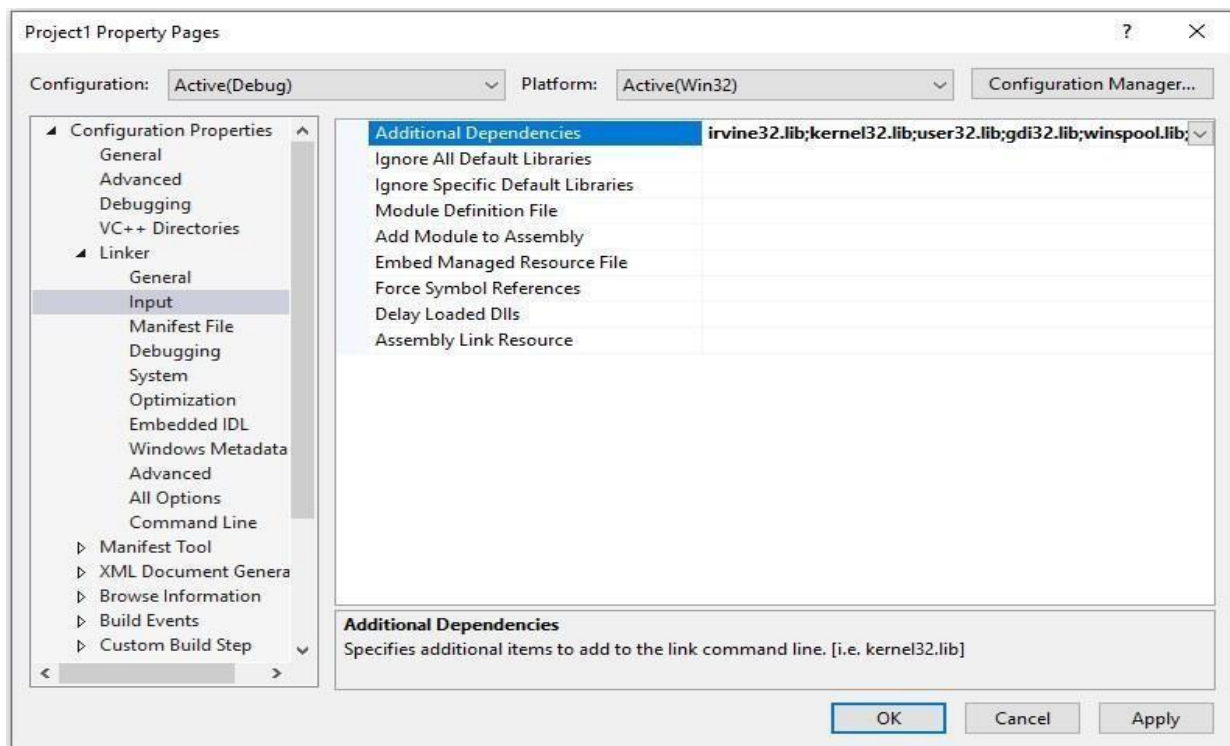 Project1 Property Pages
? ×
Configuration: Active(Debug) Platform: Active(Win32) Configuration Manager...
Configuration Properties
General
Advanced
Debugging
VC++ Directories
Linker
General
Input
Manifest File
Debugging
System
Optimization
Embedded IDL
Windows Metadata
Advanced
All Options
Command Line
Manifest Tool
XML Document Genera
Browse Information
Build Events
Custom Build Step
Additional Dependencies irvine32.lib;kernel32.lib;user32.lib;gdi32.lib;winspool.lib;
Ignore All Default Libraries
Ignore Specific Default Libraries
Module Definition File
Add Module to Assembly
Embed Managed Resource File
Force Symbol References
Delay Loaded Dlls
Assembly Link Resource
Additional Dependencies
Specifies additional items to add to the link command line. [i.e. kernel32.lib]
OK Cancel Apply